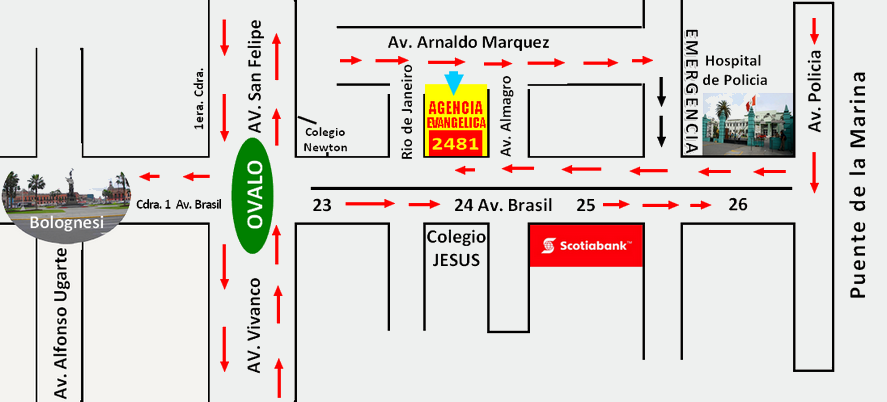 Av. Arnaldo Marquez
1era. Cdra.
AV. San Felipe
Colegio
Newton
Rio de Janeiro
AGENCIA
EVANGELICA
2481
Av. Almagro
EMERGENCIA
Hospital
de Policia
Av. Policia
Puente de la Marina
Bolognesi
Cdra. 1 Av. Brasil
OVALO
23
24 Av. Brasil
25
26
Colegio
JESUS
Scotiabank™
Av. Alfonso Ugarte
AV. Vivanco